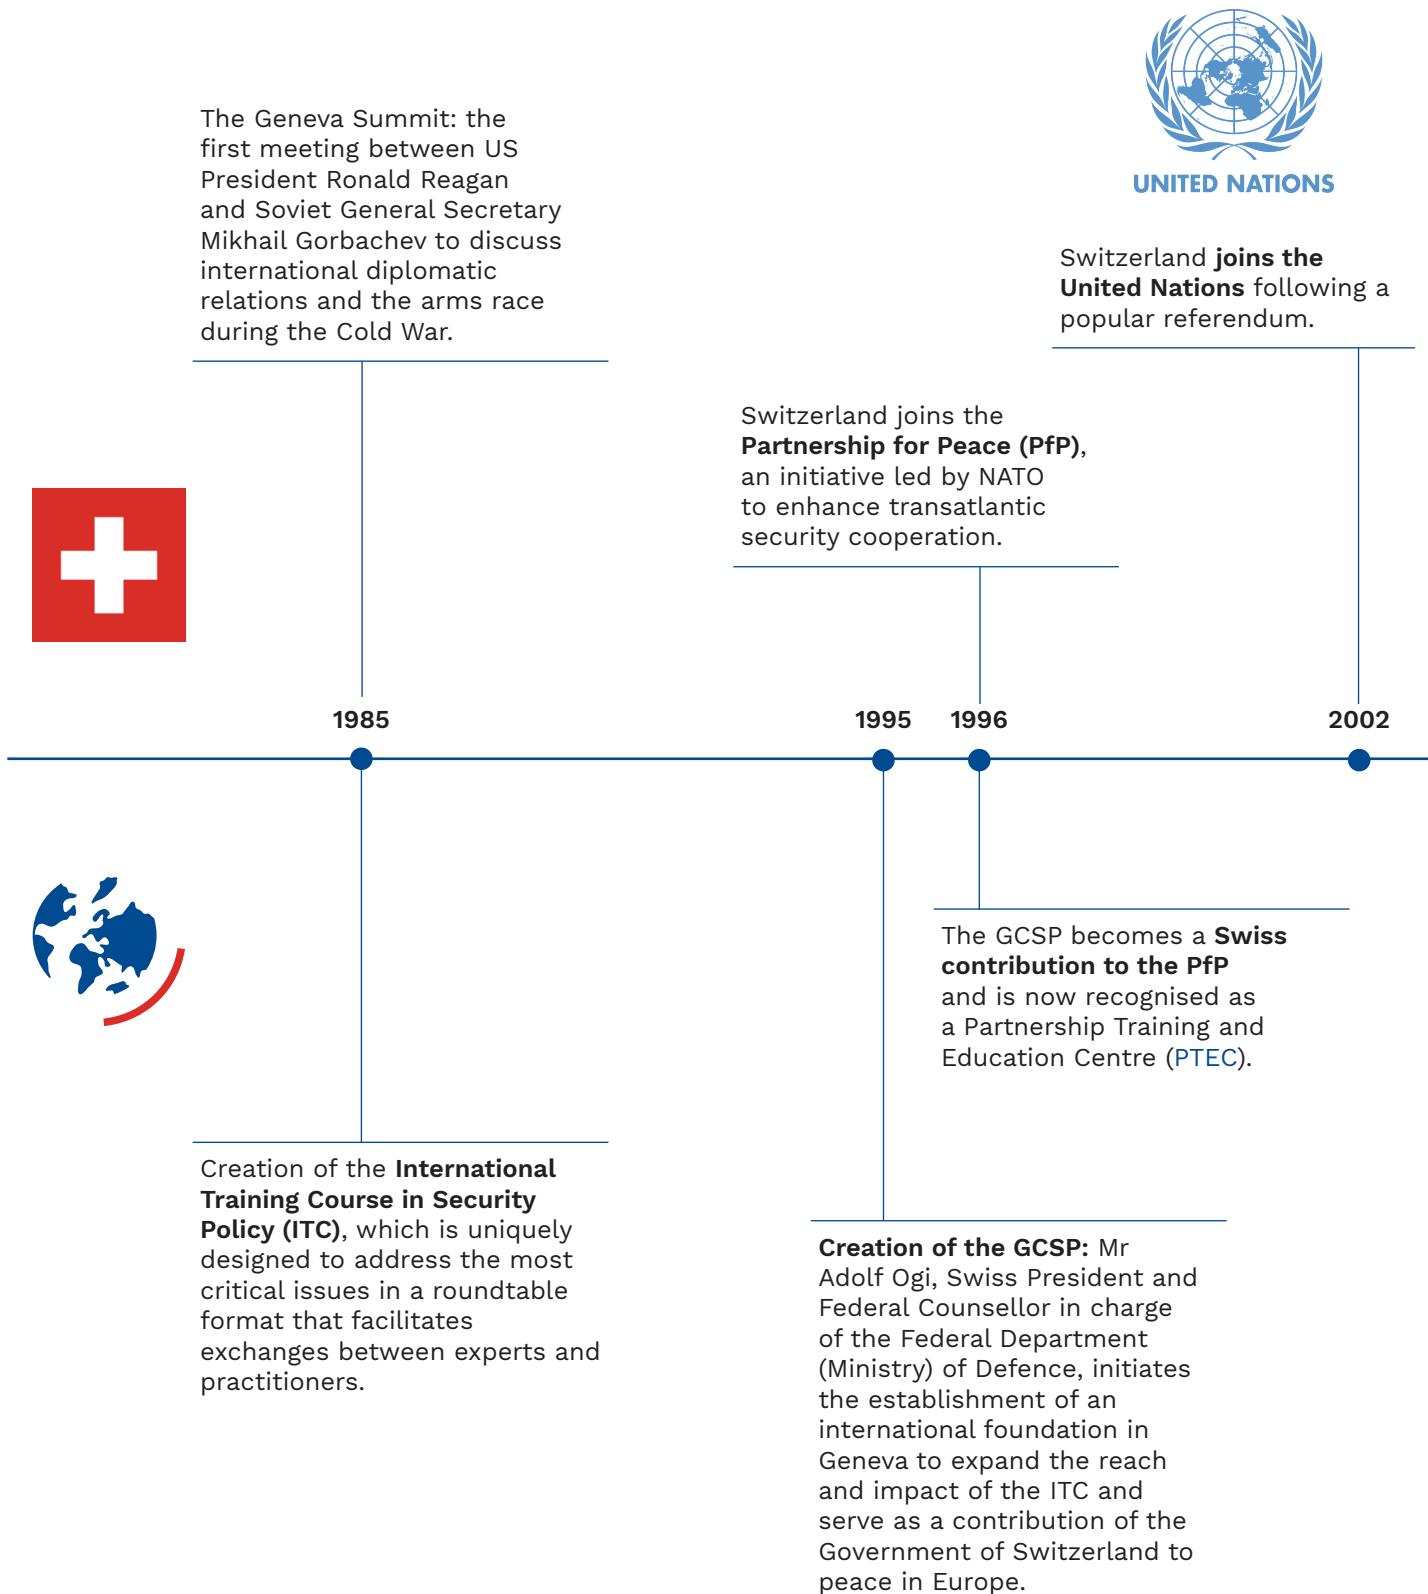 UNITED NATIONS
The Geneva Summit: the
first meeting between US
President Ronald Reagan
and Soviet General Secretary
Mikhail Gorbachev to discuss
international diplomatic
relations and the arms race
during the Cold War.
Switzerland joins the
United Nations following a
popular referendum.
Switzerland joins the
Partnership for Peace (PfP),
an initiative led by NATO
to enhance transatlantic
security cooperation.
1985
1995
1996
2002
The GCSP becomes a Swiss
contribution to the PfP
and is now recognised as
a Partnership Training and
Education Centre (PTEC).
Creation of the International
Training Course in Security
Policy (ITC), which is uniquely
designed to address the most
critical issues in a roundtable
format that facilitates
exchanges between experts and
practitioners.
Creation of the GCSP: Mr
Adolf Ogi, Swiss President and
Federal Counsellor in charge
of the Federal Department
(Ministry) of Defence, initiates
the establishment of an
international foundation in
Geneva to expand the reach
and impact of the ITC and
serve as a contribution of the
Government of Switzerland to
peace in Europe.